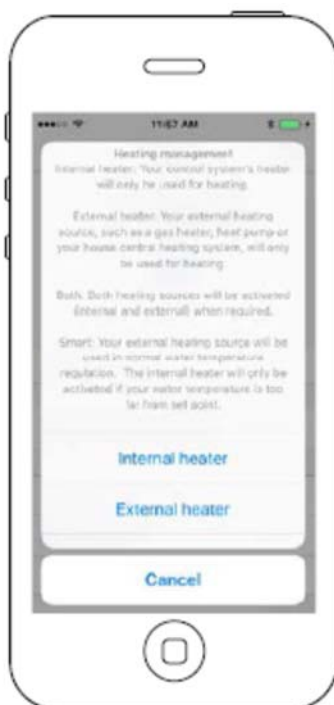 11:57 AM
Heating management
Internal heater: Your control system's heater
will only be used for heating.
External heater: Your external heating
source, such as a gas heater, heat pump or
your house central heating system, will only
be used for heating.
Both: Both heating sources will be activated
(internal and external) when required.
Smart: Your external heating source will be
used in normal water temperature
regulation. The internal heater will only be
activated if your water temperature is too
far from set point.
Internal heater
External heater
Cancel